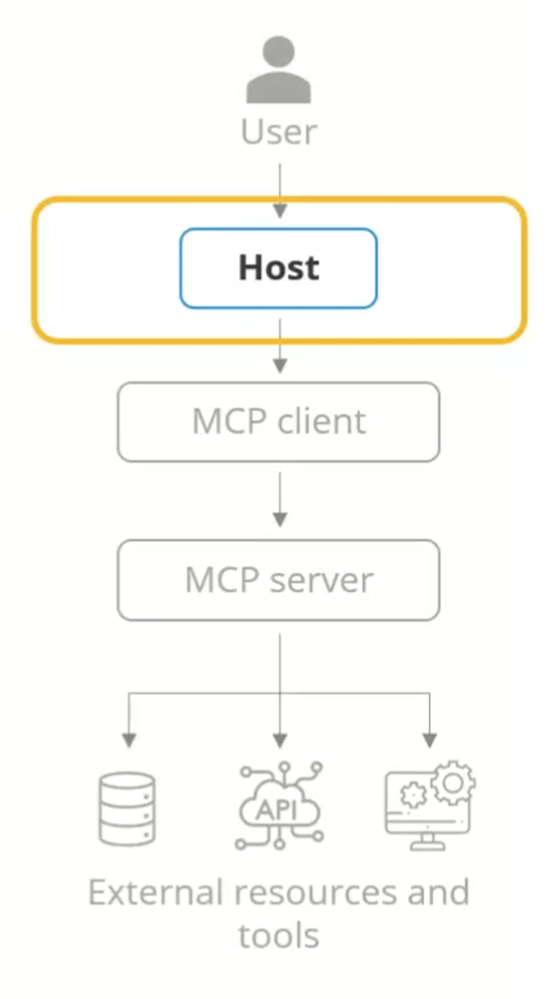 User
Host
MCP client
MCP server
API
External resources and
tools